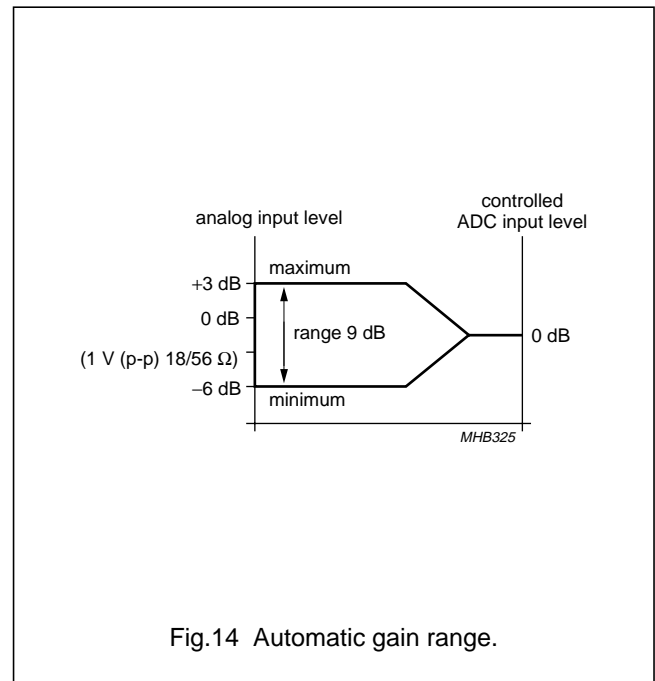 controlled
analog input level
ADC input level
+3 dB
maximum
0 dB
range 9 dB
0 dB
(1 V (p-p) 18/56 Ω)
−6 dB
minimum
MHB325
Fig.14 Automatic gain range.